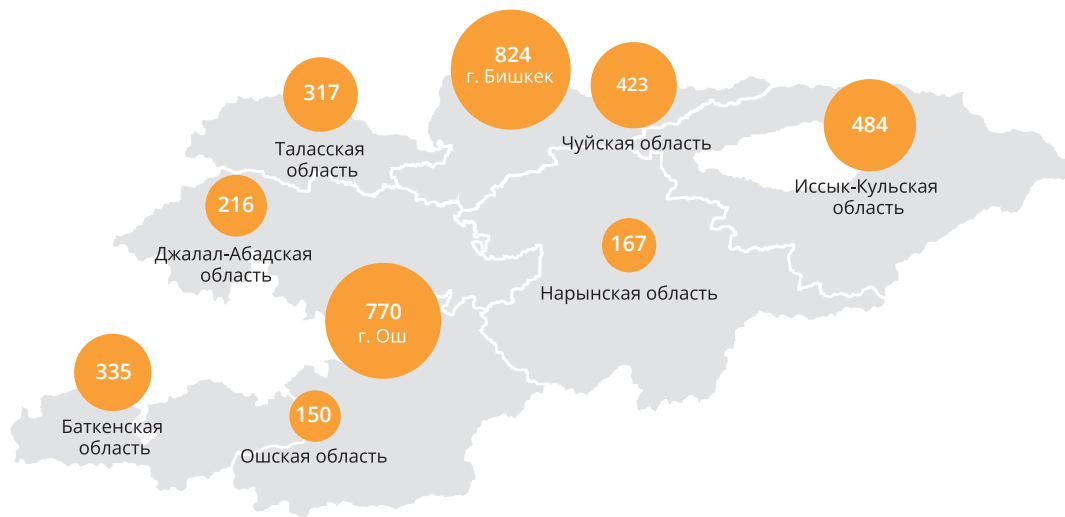 824
г. Бишкек
423
Чуйская область
317
Таласская
область
484
Иссык-Кульская
область
216
Джалал-Абадская
область
167
Нарынская область
770
г. Ош
335
Баткенская
область
150
Ошская область